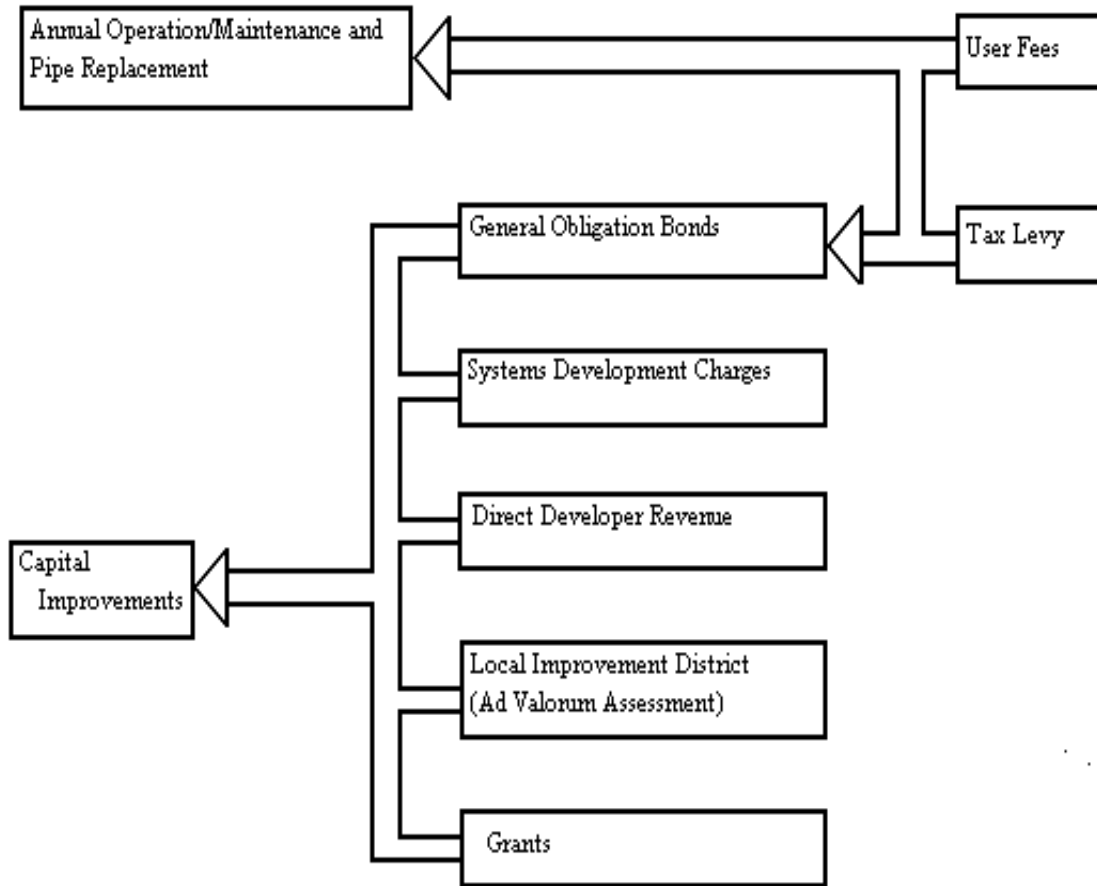 Annual Operation/Maintenance and
Pipe Replacement
User Fees
General Obligation Bonds
Tax Levy
Systems Development Charges
Direct Developer Revenue
Capital
Improvements
Local Improvement District
(Ad Valorum Assessment)
Grants